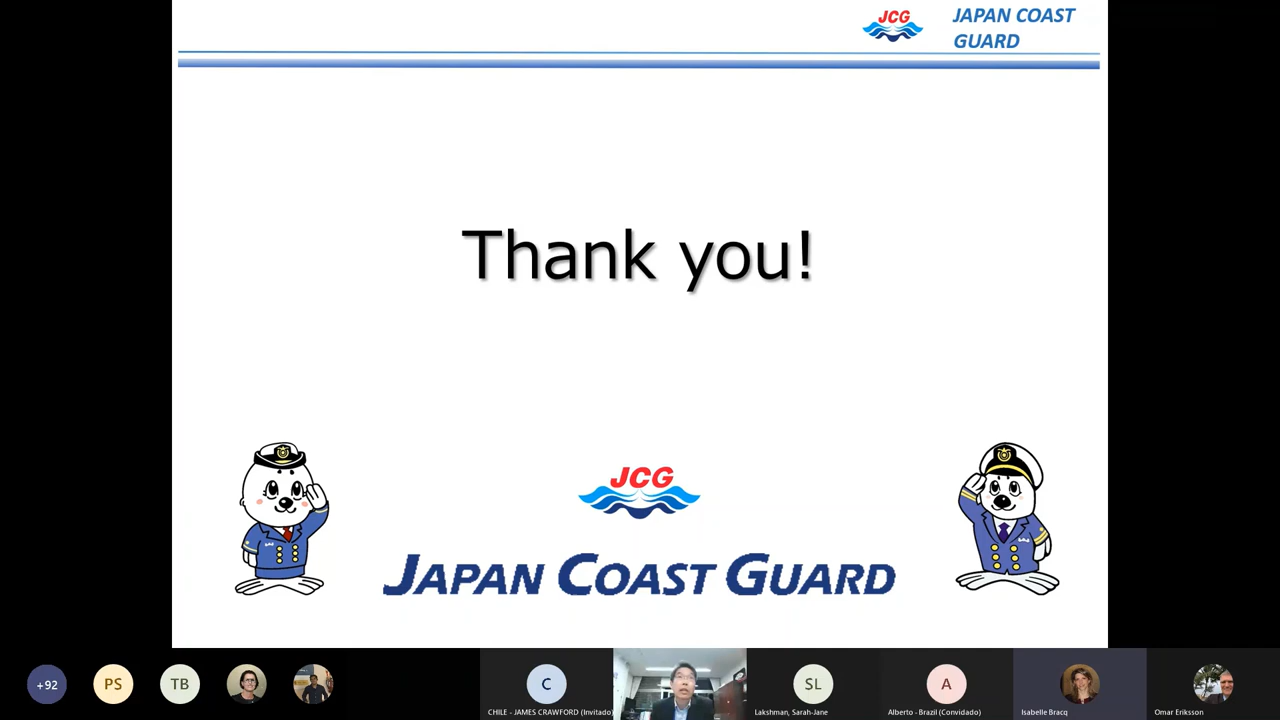 JCG
JAPAN COAST
GUARD
Thank you!
JCG
JAPAN COAST GUARD
+92
PS
TB
C
SL
A
CHILE - JAMES CRAWFORD (Invitado)
Lakshman, Sarah-Jane
Alberto - Brazil (Convidado)
Isabelle Bracq
Omar Eriksson